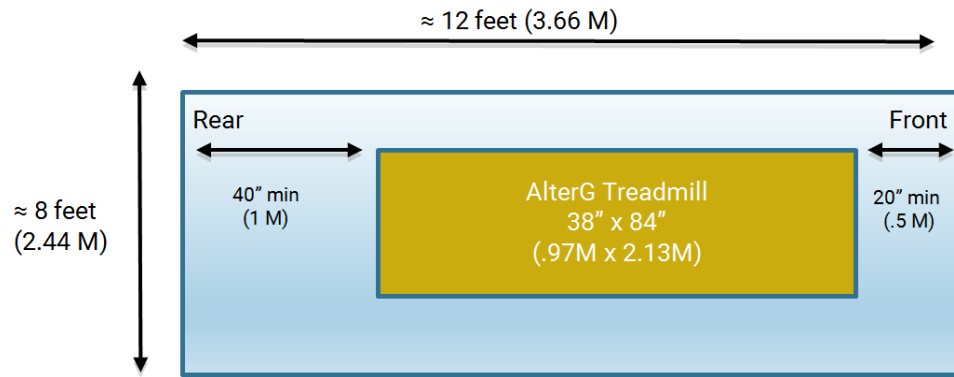 ≈ 12 feet (3.66 M)
Rear
Front
40” min
(1 M)
AlterG Treadmill
38” x 84”
(.97M x 2.13M)
20” min
(.5 M)
≈ 8 feet
(2.44 M)